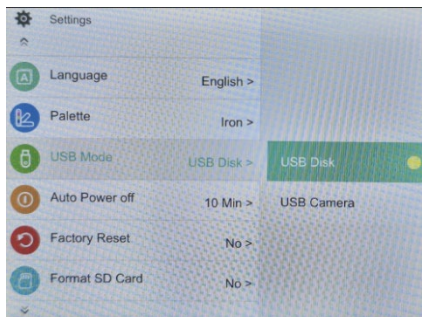 Settings
Language
English >
Palette
Iron >
USB Mode
USB Disk >
USB Disk
Auto Power off
10 Min >
USB Camera
Factory Reset
No >
Format SD Card
No >